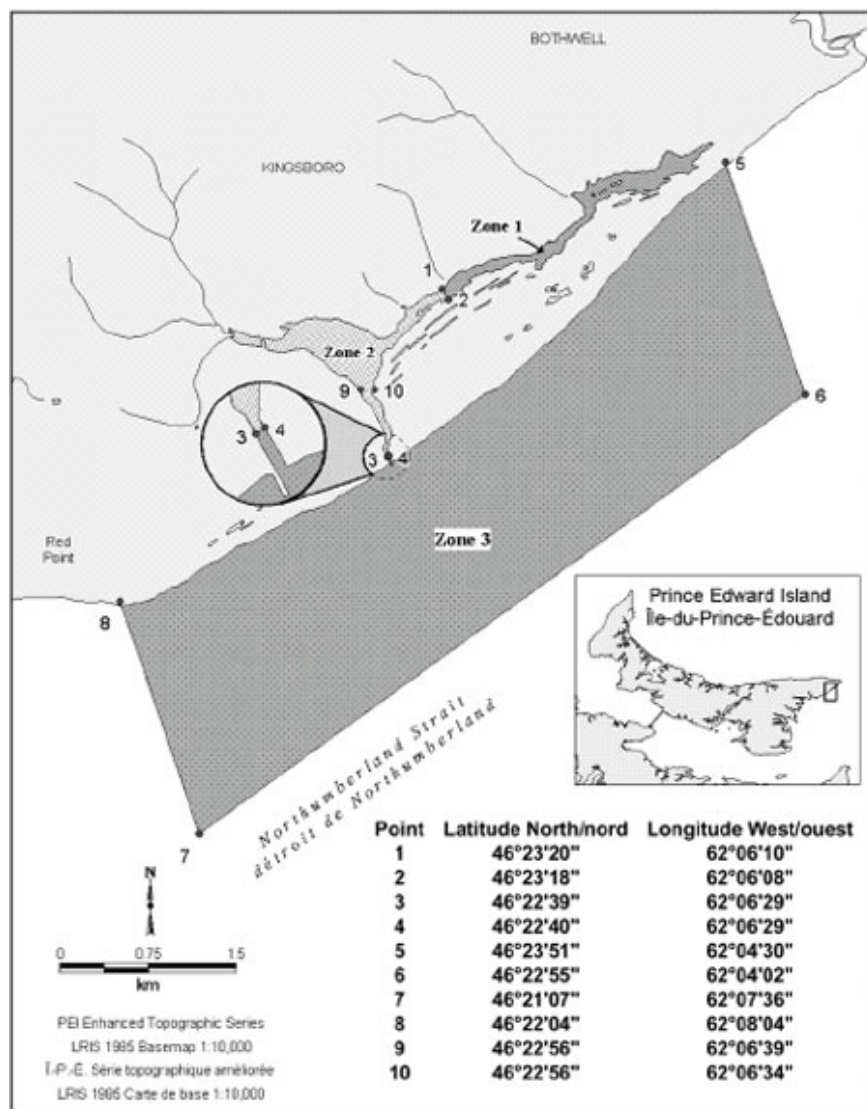 BOTHWELL
KINGSBORO
5
Zone 1
1
2
Zone 2
9
10
6
3
4
3
4
Zone 3
Red
Point
8
Prince Edward Island
Île-du-Prince-Édouard
Northumberland Strait
détroit de Northumberland
7
Point Latitude North/nord Longitude West/ouest
1 46°23'20" 62°06'10"
2 46°23'18" 62°06'08"
3 46°22'39" 62°06'29"
4 46°22'40" 62°06'29"
5 46°23'51" 62°04'30"
6 46°22'55" 62°04'02"
7 46°21'07" 62°07'36"
8 46°22'04" 62°08'04"
9 46°22'56" 62°06'39"
10 46°22'56" 62°06'34"
N
0 0.75 1.5
km
PEI Enhanced Topographic Series
LRIS 1985 Basemap 1:10,000
Î.-P.-É. Série topographique améliorée
LRIS 1985 Carte de base 1:10,000